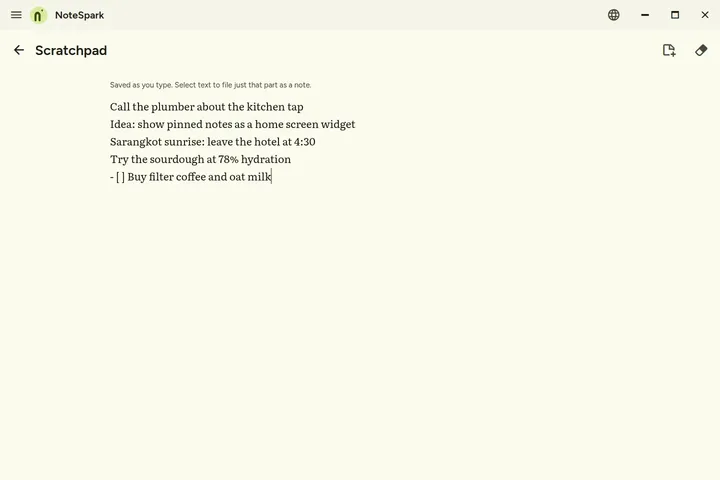 NoteSpark
Scratchpad
Saved as you type. Select text to file just that part as a note.
Call the plumber about the kitchen tap
Idea: show pinned notes as a home screen widget
Sarangkot sunrise: leave the hotel at 4:30
Try the sourdough at 78% hydration
- [ ] Buy filter coffee and oat milk